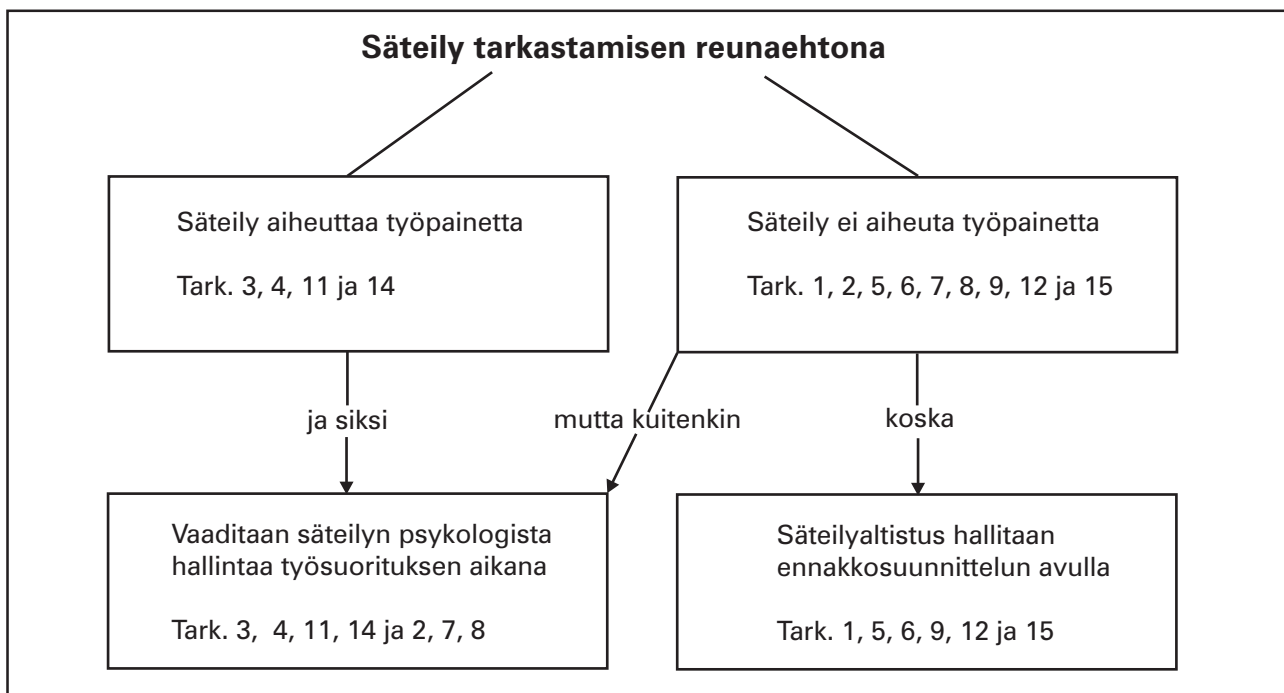 Säteily tarkastamisen reunaehtona
Säteily aiheuttaa työpainetta
Tark. 3, 4, 11 ja 14
Säteily ei aiheuta työpainetta
Tark. 1, 2, 5, 6, 7, 8, 9, 12 ja 15
ja siksi
mutta kuitenkin
koska
Vaaditaan säteilyn psykologista
hallintaa työsuorituksen aikana
Tark. 3, 4, 11, 14 ja 2, 7, 8
Säteilyaltistus hallitaan
ennakkosuunnittelun avulla
Tark. 1, 5, 6, 9, 12 ja 15